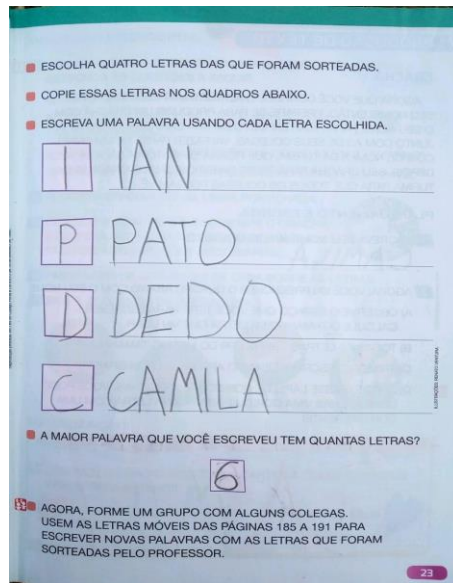 ESCOLHA QUATRO LETRAS DAS QUE FORAM SORTEADAS.
COPIE ESSAS LETRAS NOS QUADROS ABAIXO.
ESCREVA UMA PALAVRA USANDO CADA LETRA ESCOLHIDA.
I IAN
P PATO
D DEDO
C CAMILA
A MAIOR PALAVRA QUE VOCÊ ESCREVEU TEM QUANTAS LETRAS?
6
AGORA, FORME UM GRUPO COM ALGUNS COLEGAS.
USEM AS LETRAS MÓVEIS DAS PÁGINAS 185 A 191 PARA
ESCREVER NOVAS PALAVRAS COM AS LETRAS QUE FORAM
SORTEADAS PELO PROFESSOR.
23